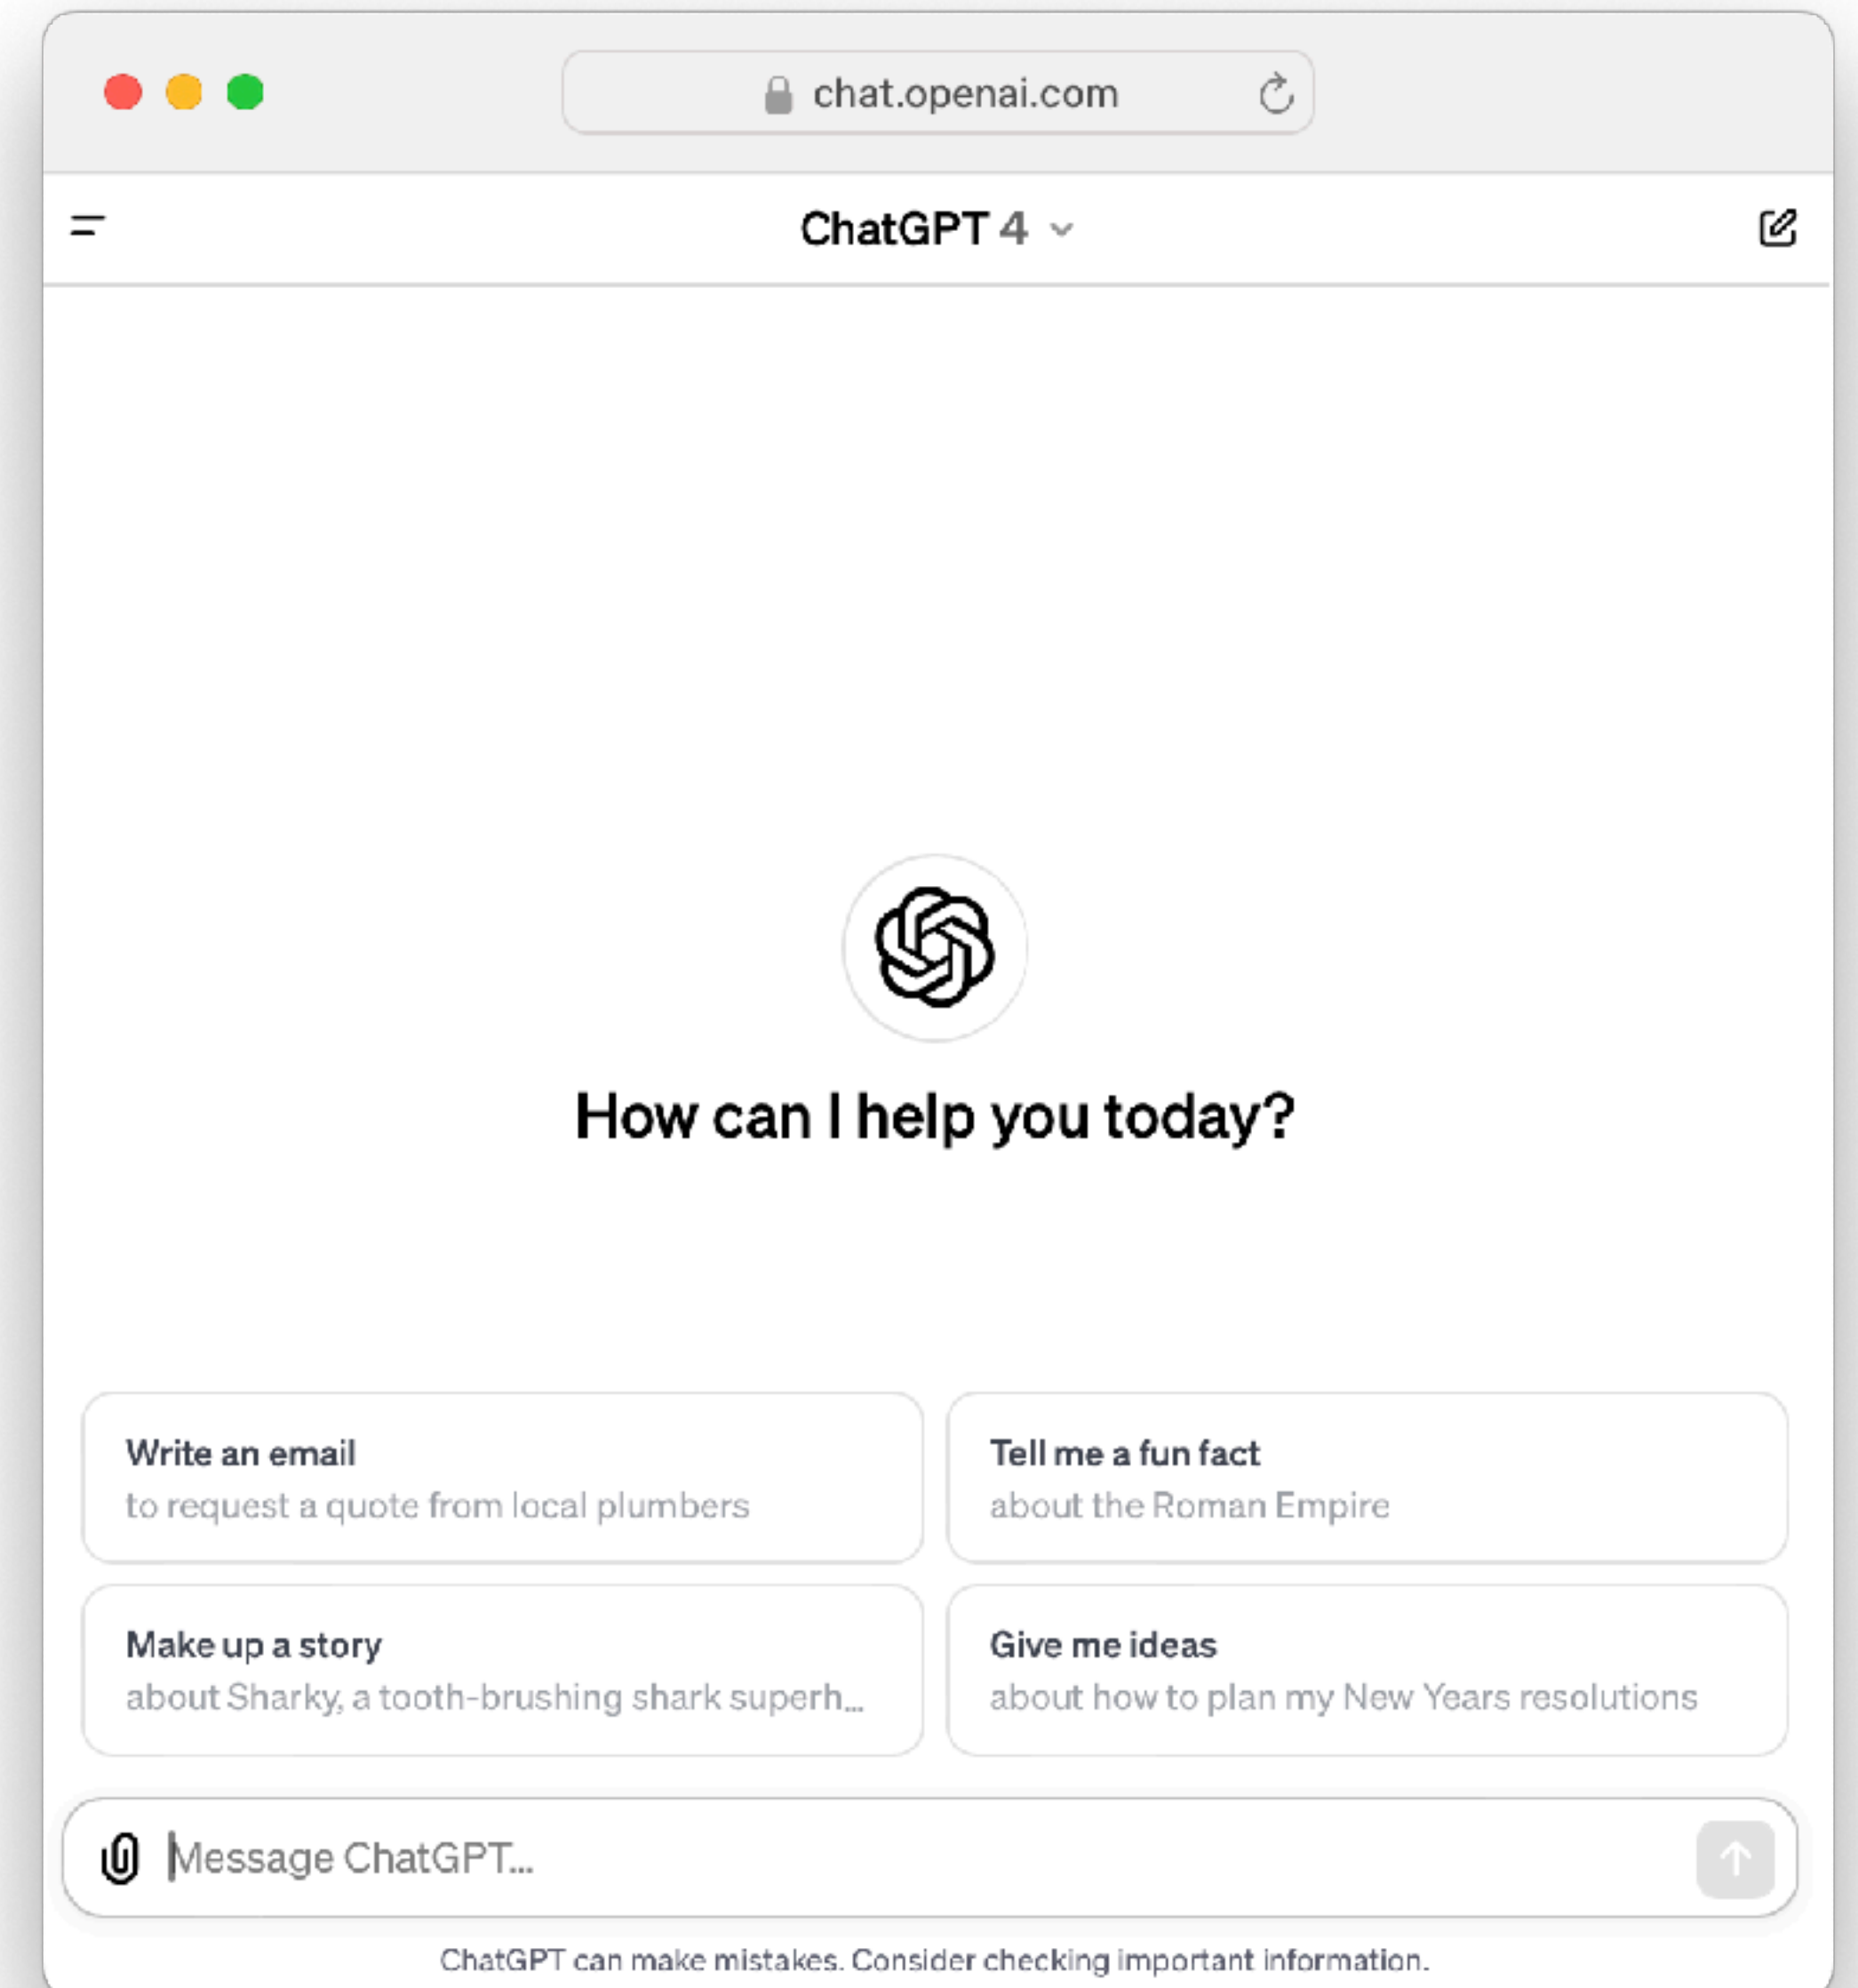 chat.openai.com
ChatGPT 4
How can I help you today?
Write an email
to request a quote from local plumbers
Tell me a fun fact
about the Roman Empire
Make up a story
about Sharky, a tooth-brushing shark superh...
Give me ideas
about how to plan my New Years resolutions
Message ChatGPT...
ChatGPT can make mistakes. Consider checking important information.